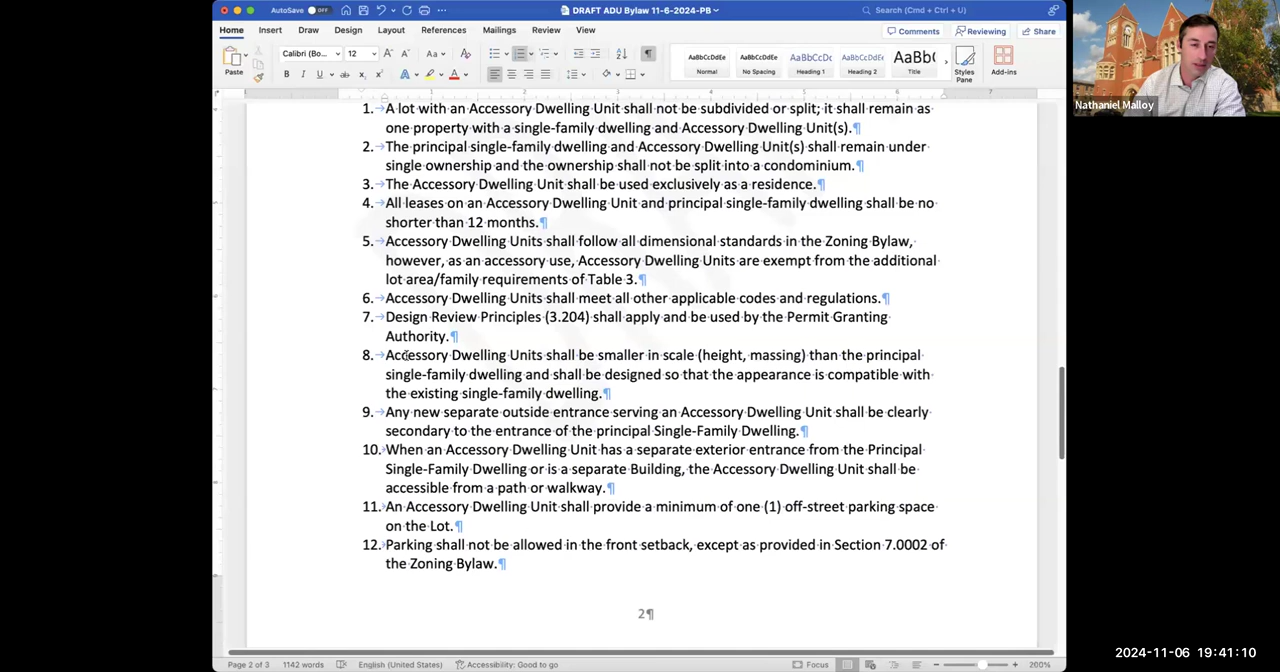 AutoSave OFF
DRAFT ADU Bylaw 11-6-2024-PB
Search (Cmd + Ctrl + U)
Home Insert Draw Design Layout References Mailings Review View
Comments Reviewing Share
Paste
Calibri (Bo... 12
AaBbCcDdEe AaBbCcDdEe AaBbCcDc AaBbCcDdEe AaBb(
Normal No Spacing Heading 1 Heading 2 Title
Styles Pane
Add-ins
1 2 3 4 5 6 7
1. A lot with an Accessory Dwelling Unit shall not be subdivided or split; it shall remain as
one property with a single-family dwelling and Accessory Dwelling Unit(s).¶
2. The principal single-family dwelling and Accessory Dwelling Unit(s) shall remain under
single ownership and the ownership shall not be split into a condominium.¶
3. The Accessory Dwelling Unit shall be used exclusively as a residence.¶
4. All leases on an Accessory Dwelling Unit and principal single-family dwelling shall be no
shorter than 12 months.¶
5. Accessory Dwelling Units shall follow all dimensional standards in the Zoning Bylaw,
however, as an accessory use, Accessory Dwelling Units are exempt from the additional
lot area/family requirements of Table 3.¶
6. Accessory Dwelling Units shall meet all other applicable codes and regulations.¶
7. Design Review Principles (3.204) shall apply and be used by the Permit Granting
Authority.¶
8. Accessory Dwelling Units shall be smaller in scale (height, massing) than the principal
single-family dwelling and shall be designed so that the appearance is compatible with
the existing single-family dwelling.¶
9. Any new separate outside entrance serving an Accessory Dwelling Unit shall be clearly
secondary to the entrance of the principal Single-Family Dwelling.¶
10. When an Accessory Dwelling Unit has a separate exterior entrance from the Principal
Single-Family Dwelling or is a separate Building, the Accessory Dwelling Unit shall be
accessible from a path or walkway.¶
11. An Accessory Dwelling Unit shall provide a minimum of one (1) off-street parking space
on the Lot.¶
12. Parking shall not be allowed in the front setback, except as provided in Section 7.0002 of
the Zoning Bylaw.¶
2¶
Page 2 of 3 1142 words English (United States) Accessibility: Good to go Focus 200%
Nathaniel Malloy
2024-11-06 19:41:10